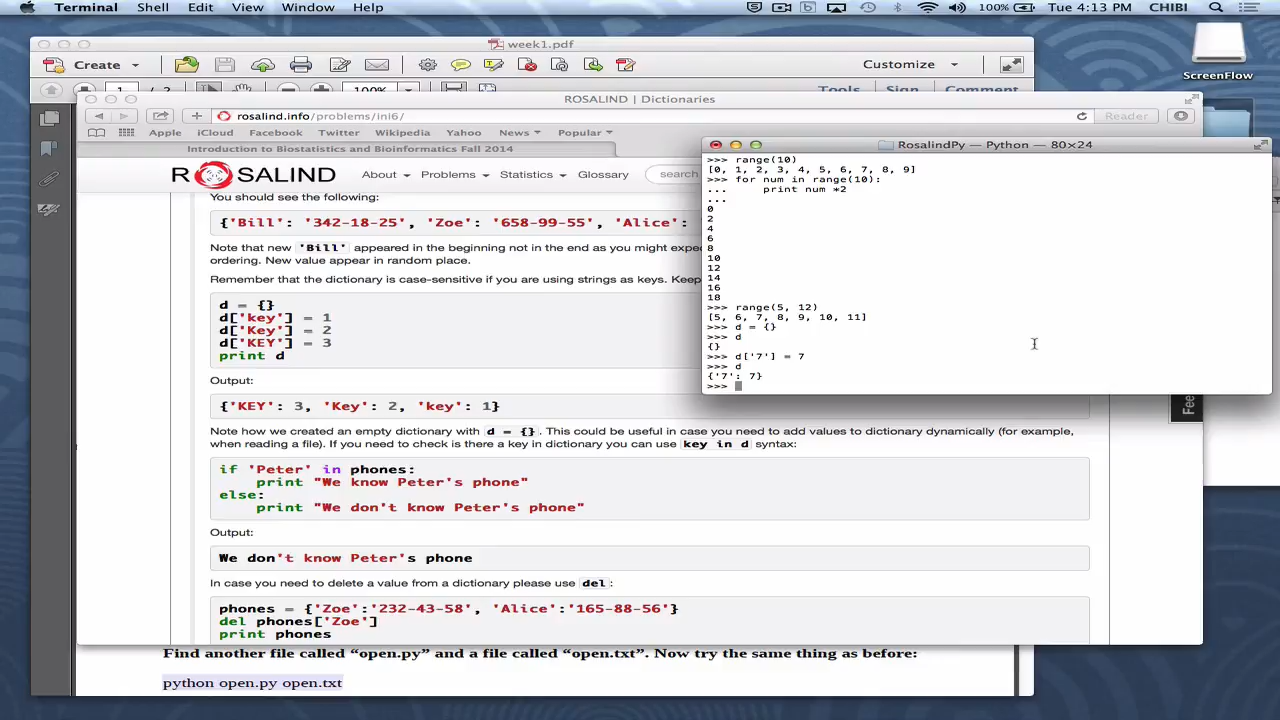 Terminal Shell Edit View Window Help 100% Tue 4:13 PM CHIBI
ScreenFlow
week1.pdf
Create Customize
1 / 2 100% Tools Sign Comment
ROSALIND | Dictionaries
rosalind.info/problems/ini6/ Reader
Apple iCloud Facebook Twitter Wikipedia Yahoo News Popular
Introduction to Biostatistics and Bioinformatics Fall 2014
ROSALIND About Problems Statistics Glossary search
You should see the following:
{'Bill': '342-18-25', 'Zoe': '658-99-55', 'Alice':
Note that new 'Bill' appeared in the beginning not in the end as you might expe
ordering. New value appear in random place.
Remember that the dictionary is case-sensitive if you are using strings as keys. Keep
d = {}
d['key'] = 1
d['Key'] = 2
d['KEY'] = 3
print d
Output:
{'KEY': 3, 'Key': 2, 'key': 1}
Note how we created an empty dictionary with d = {}. This could be useful in case you need to add values to dictionary dynamically (for example,
when reading a file). If you need to check is there a key in dictionary you can use key in d syntax:
if 'Peter' in phones:
print "We know Peter's phone"
else:
print "We don't know Peter's phone"
Output:
We don't know Peter's phone
In case you need to delete a value from a dictionary please use del:
phones = {'Zoe':'232-43-58', 'Alice':'165-88-56'}
del phones['Zoe']
print phones
Find another file called “open.py” and a file called “open.txt”. Now try the same thing as before:
python open.py open.txt
RosalindPy — Python — 80×24
>>> range(10)
[0, 1, 2, 3, 4, 5, 6, 7, 8, 9]
>>> for num in range(10):
... print num *2
...
0
2
4
6
8
10
12
14
16
18
>>> range(5, 12)
[5, 6, 7, 8, 9, 10, 11]
>>> d = {}
>>> d
{}
>>> d['7'] = 7
>>> d
{'7': 7}
>>>
Fee